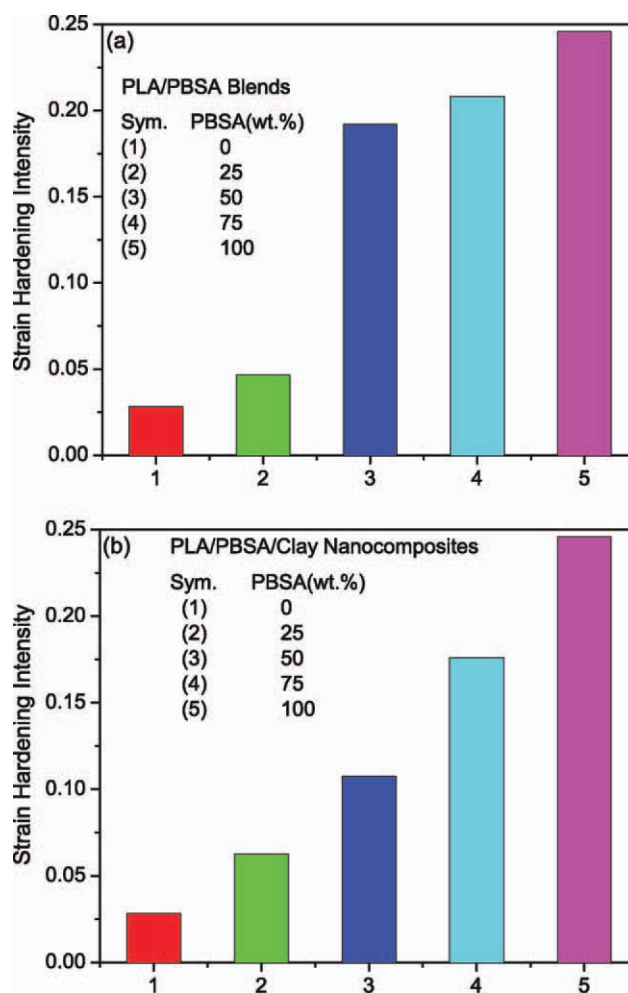 (a)
PLA/PBSA Blends
Sym. PBSA(wt.%)
(1) 0
(2) 25
(3) 50
(4) 75
(5) 100
Strain Hardening Intensity
0.25
0.20
0.15
0.10
0.05
0.00
1 2 3 4 5
(b) PLA/PBSA/Clay Nanocomposites
Sym. PBSA(wt.%)
(1) 0
(2) 25
(3) 50
(4) 75
(5) 100
Strain Hardening Intensity
0.25
0.20
0.15
0.10
0.05
0.00
1 2 3 4 5